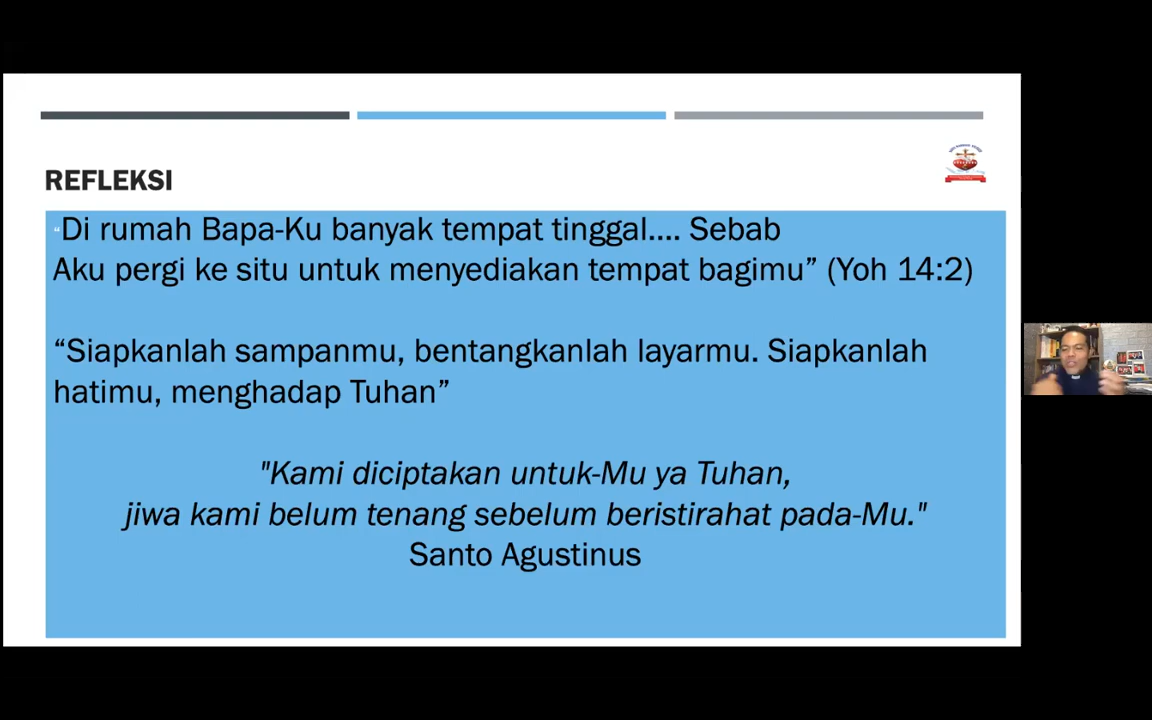 REFLEKSI
“Di rumah Bapa-Ku banyak tempat tinggal.... Sebab
Aku pergi ke situ untuk menyediakan tempat bagimu” (Yoh 14:2)
“Siapkanlah sampanmu, bentangkanlah layarmu. Siapkanlah
hatimu, menghadap Tuhan”
"Kami diciptakan untuk-Mu ya Tuhan,
jiwa kami belum tenang sebelum beristirahat pada-Mu."
Santo Agustinus